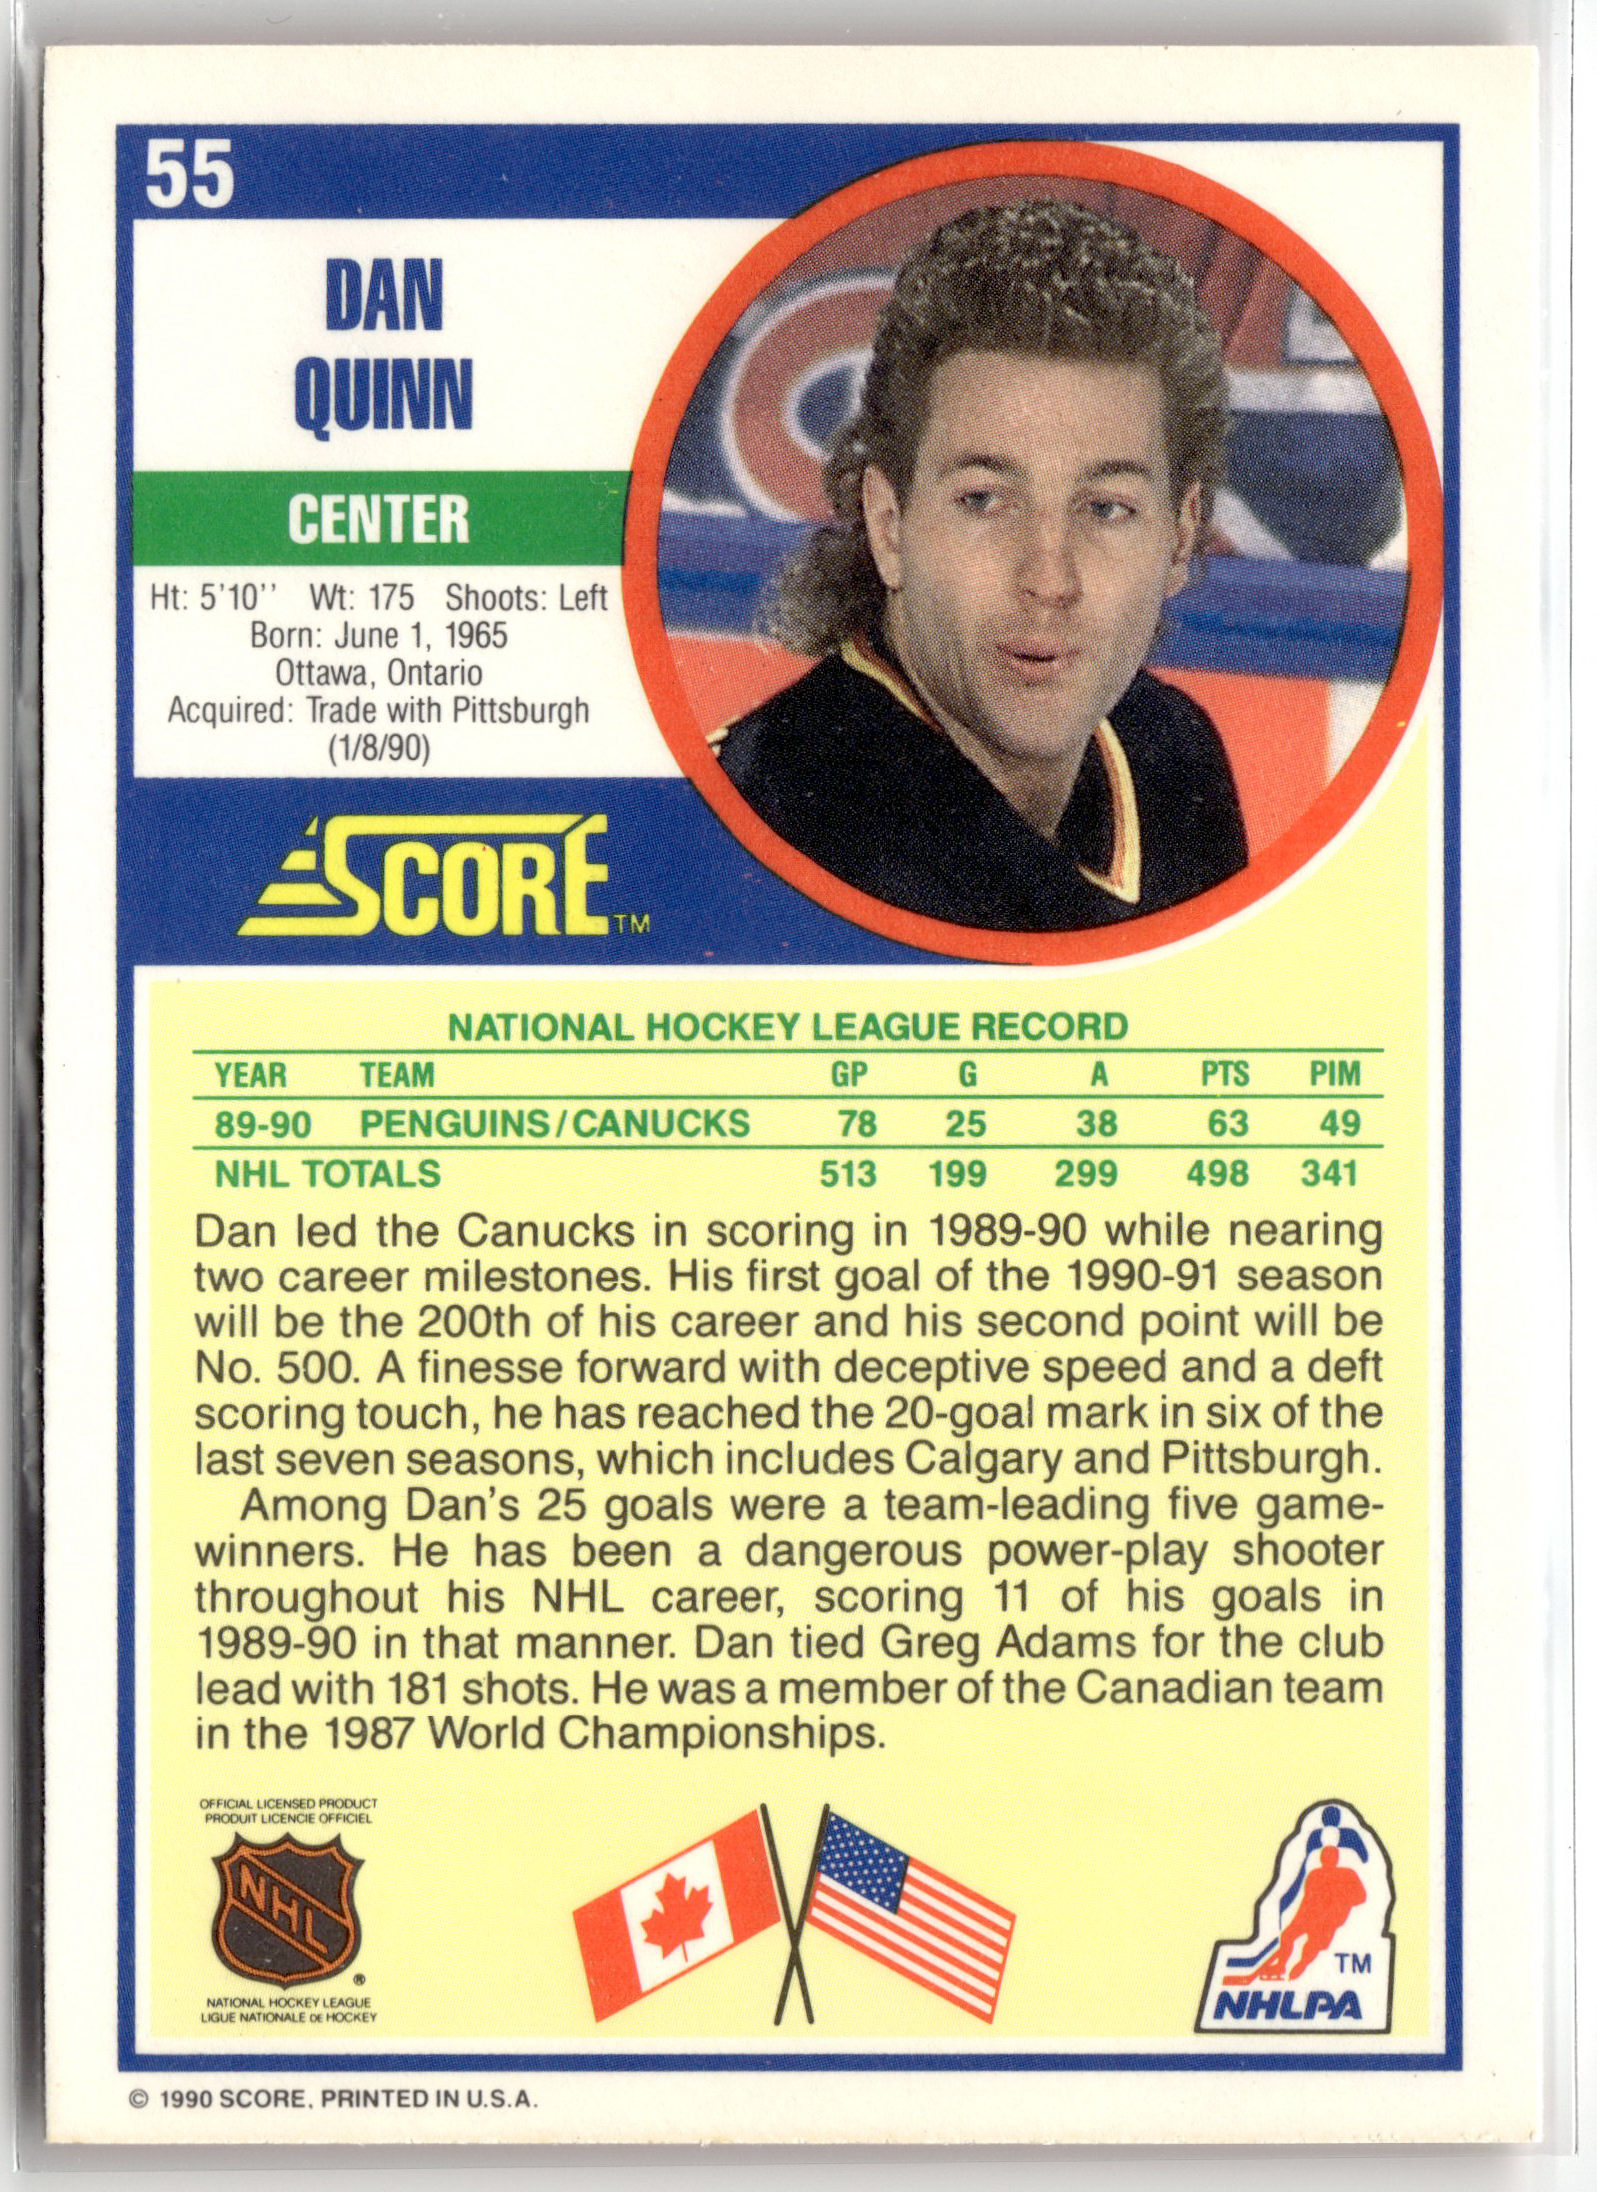 55
DAN
QUINN
CENTER
Ht: 5'10'' Wt: 175 Shoots: Left
Born: June 1, 1965
Ottawa, Ontario
Acquired: Trade with Pittsburgh
(1/8/90)
SCORE TM
NATIONAL HOCKEY LEAGUE RECORD
YEAR TEAM GP G A PTS PIM
89-90 PENGUINS/CANUCKS 78 25 38 63 49
NHL TOTALS 513 199 299 498 341
Dan led the Canucks in scoring in 1989-90 while nearing
two career milestones. His first goal of the 1990-91 season
will be the 200th of his career and his second point will be
No. 500. A finesse forward with deceptive speed and a deft
scoring touch, he has reached the 20-goal mark in six of the
last seven seasons, which includes Calgary and Pittsburgh.
Among Dan's 25 goals were a team-leading five game-
winners. He has been a dangerous power-play shooter
throughout his NHL career, scoring 11 of his goals in
1989-90 in that manner. Dan tied Greg Adams for the club
lead with 181 shots. He was a member of the Canadian team
in the 1987 World Championships.
OFFICIAL LICENSED PRODUCT
PRODUIT LICENCIE OFFICIEL
NHL
®
NATIONAL HOCKEY LEAGUE
LIGUE NATIONALE DE HOCKEY
TM
NHLPA
© 1990 SCORE, PRINTED IN U.S.A.